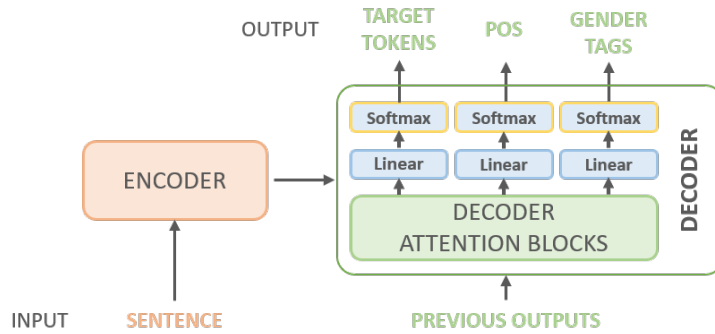 OUTPUT
TARGET
TOKENS
POS
GENDER
TAGS
Softmax
Softmax
Softmax
Linear
Linear
Linear
ENCODER
DECODER
ATTENTION BLOCKS
DECODER
INPUT
SENTENCE
PREVIOUS OUTPUTS